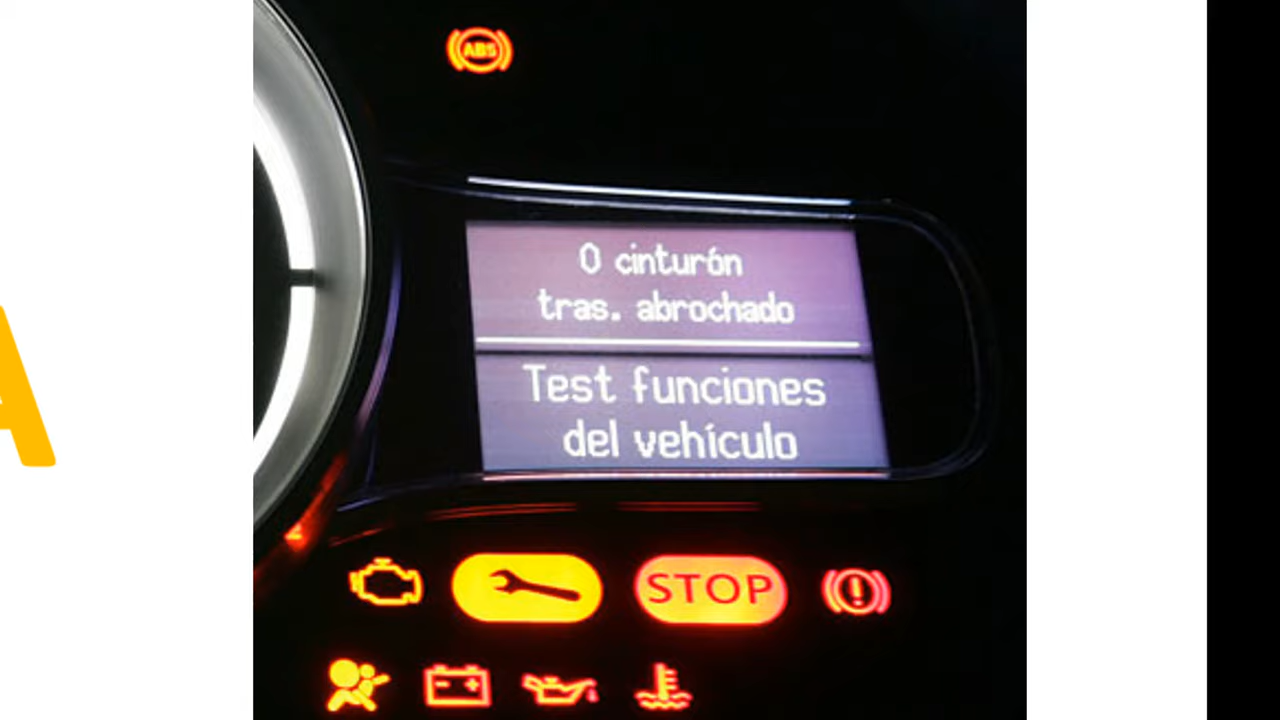 ABS
0 cinturón
tras. abrochado
Test funciones
del vehículo
STOP
A